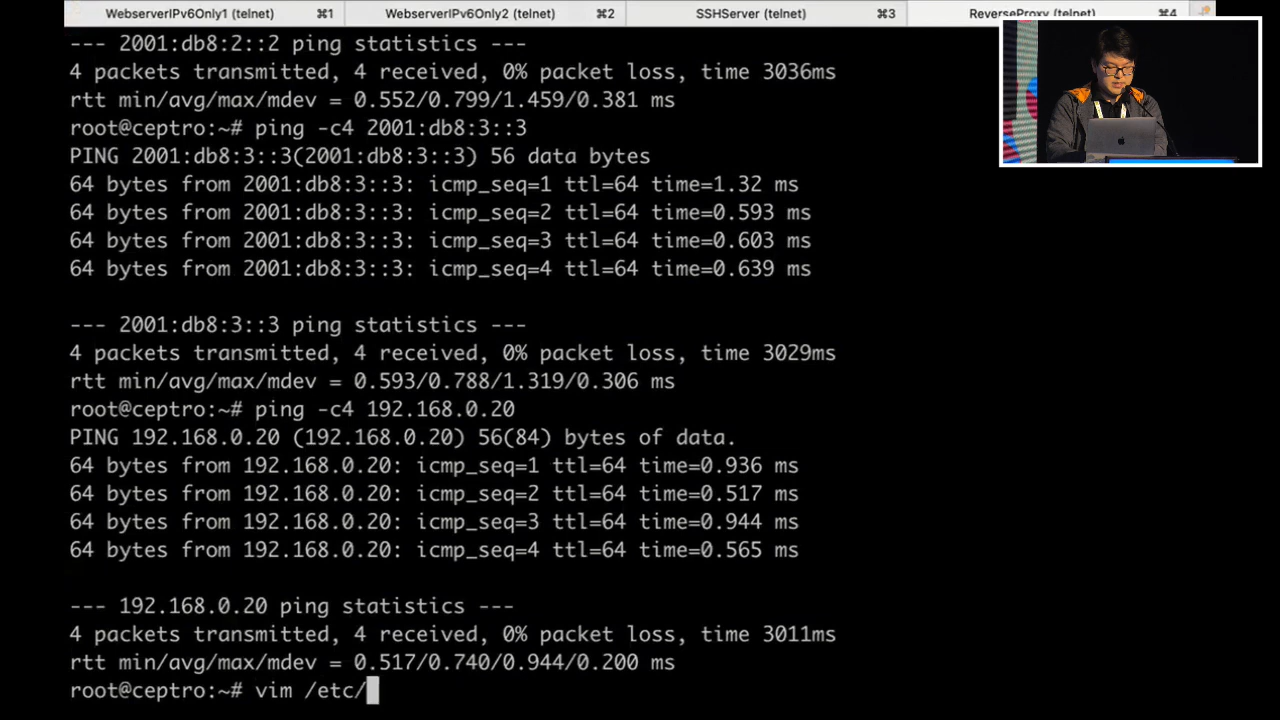 WebserverIPv6Only1 (telnet) ⌘1 WebserverIPv6Only2 (telnet) ⌘2 SSHServer (telnet) ⌘3 ReverseProxy (telnet) ⌘4
--- 2001:db8:2::2 ping statistics ---
4 packets transmitted, 4 received, 0% packet loss, time 3036ms
rtt min/avg/max/mdev = 0.552/0.799/1.459/0.381 ms
root@ceptro:~# ping -c4 2001:db8:3::3
PING 2001:db8:3::3(2001:db8:3::3) 56 data bytes
64 bytes from 2001:db8:3::3: icmp_seq=1 ttl=64 time=1.32 ms
64 bytes from 2001:db8:3::3: icmp_seq=2 ttl=64 time=0.593 ms
64 bytes from 2001:db8:3::3: icmp_seq=3 ttl=64 time=0.603 ms
64 bytes from 2001:db8:3::3: icmp_seq=4 ttl=64 time=0.639 ms
--- 2001:db8:3::3 ping statistics ---
4 packets transmitted, 4 received, 0% packet loss, time 3029ms
rtt min/avg/max/mdev = 0.593/0.788/1.319/0.306 ms
root@ceptro:~# ping -c4 192.168.0.20
PING 192.168.0.20 (192.168.0.20) 56(84) bytes of data.
64 bytes from 192.168.0.20: icmp_seq=1 ttl=64 time=0.936 ms
64 bytes from 192.168.0.20: icmp_seq=2 ttl=64 time=0.517 ms
64 bytes from 192.168.0.20: icmp_seq=3 ttl=64 time=0.944 ms
64 bytes from 192.168.0.20: icmp_seq=4 ttl=64 time=0.565 ms
--- 192.168.0.20 ping statistics ---
4 packets transmitted, 4 received, 0% packet loss, time 3011ms
rtt min/avg/max/mdev = 0.517/0.740/0.944/0.200 ms
root@ceptro:~# vim /etc/